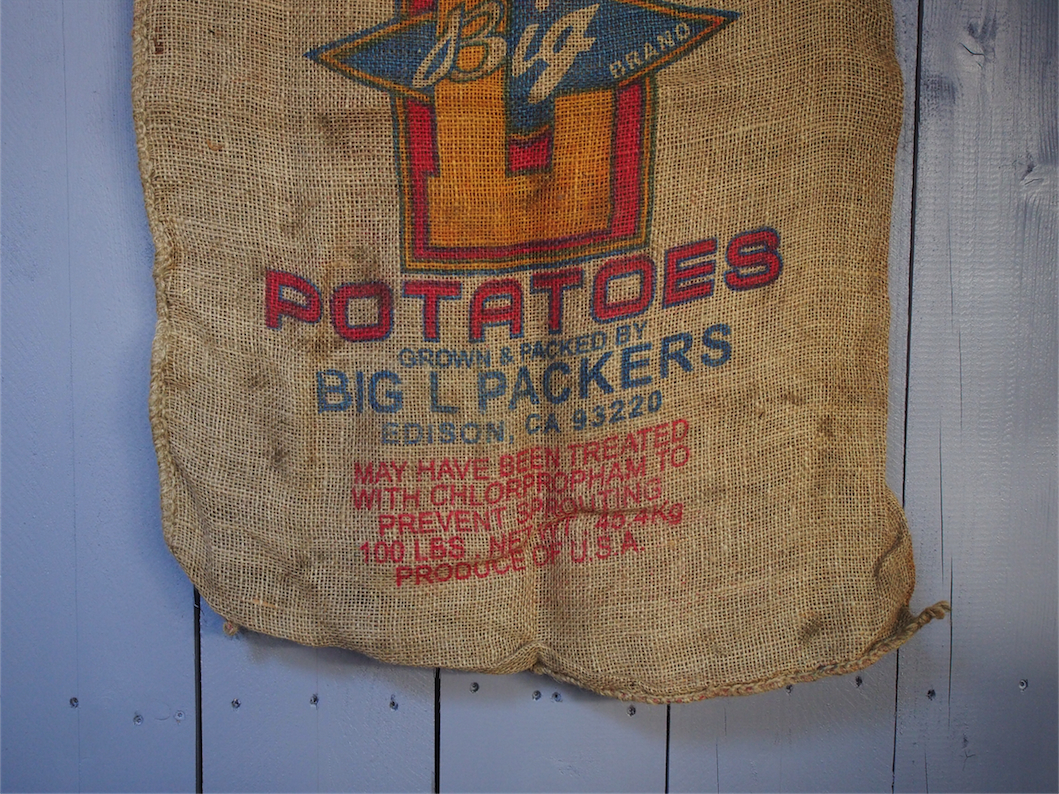 Big
BRAND
L
POTATOES
GROWN & PACKED BY
BIG L PACKERS
EDISON, CA 93220
MAY HAVE BEEN TREATED
WITH CHLORPROPHAM TO
PREVENT SPROUTING
100 LBS NET WT 45.4Kg
PRODUCE OF U.S.A.